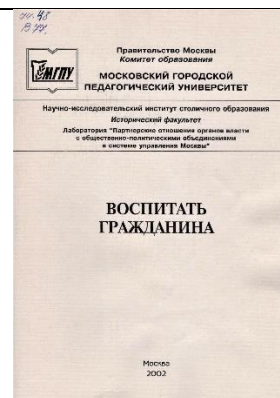 Правительство Москвы
Комитет образования
МГПУ
МОСКОВСКИЙ ГОРОДСКОЙ
ПЕДАГОГИЧЕСКИЙ УНИВЕРСИТЕТ
Научно-исследовательский институт столичного образования
Исторический факультет
Лаборатория "Партнерские отношения органов власти
с общественно-политическими объединениями
в системе управления Москвы"
ВОСПИТАТЬ
ГРАЖДАНИНА
Москва
2002